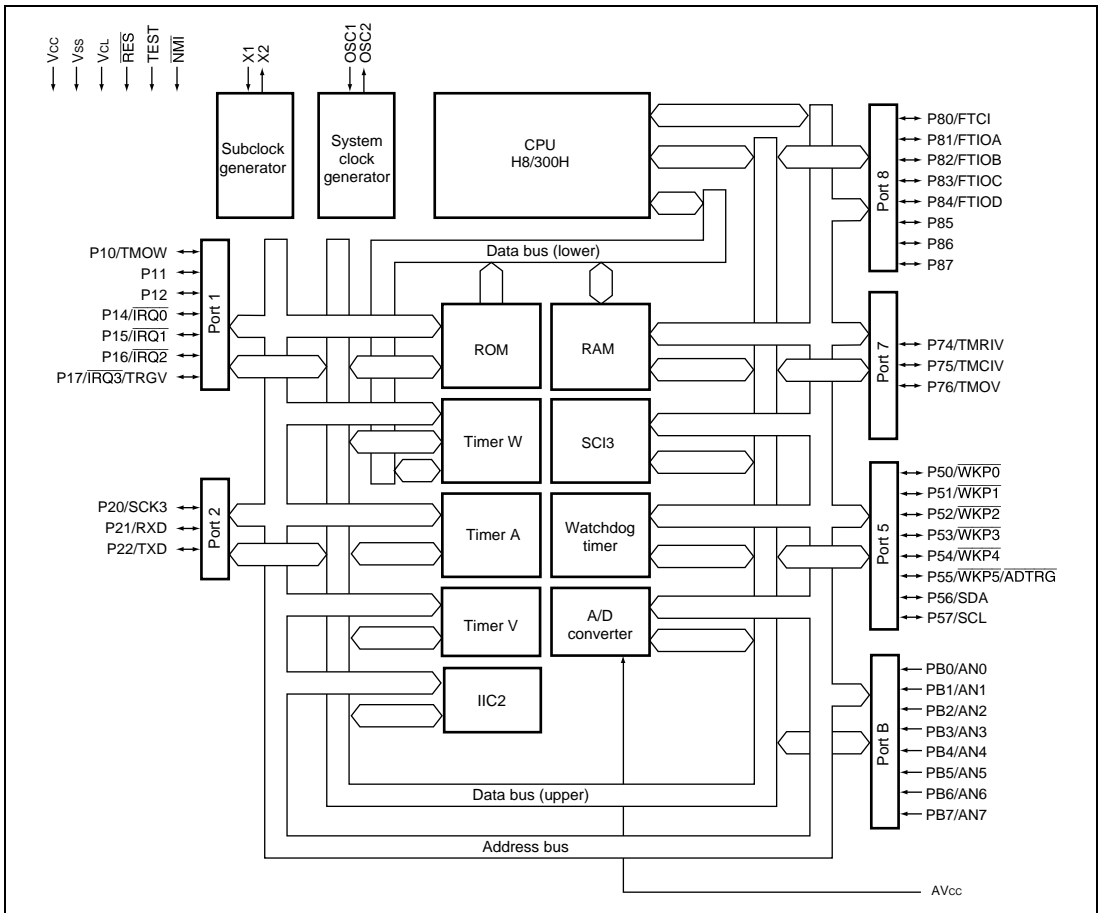 Vcc
Vss
VCL
RES
TEST
NMI
X1
X2
OSC1
OSC2
Subclock
generator
System
clock
generator
CPU
H8/300H
Data bus (lower)
P10/TMOW
P11
P12
P14/IRQ0
P15/IRQ1
P16/IRQ2
P17/IRQ3/TRGV
Port 1
P20/SCK3
P21/RXD
P22/TXD
Port 2
ROM
RAM
Timer W
SCI3
Timer A
Watchdog
timer
Timer V
A/D
converter
IIC2
Data bus (upper)
Address bus
Port 8
P80/FTCI
P81/FTIOA
P82/FTIOB
P83/FTIOC
P84/FTIOD
P85
P86
P87
Port 7
P74/TMRIV
P75/TMCIV
P76/TMOV
Port 5
P50/WKP0
P51/WKP1
P52/WKP2
P53/WKP3
P54/WKP4
P55/WKP5/ADTRG
P56/SDA
P57/SCL
Port B
PB0/AN0
PB1/AN1
PB2/AN2
PB3/AN3
PB4/AN4
PB5/AN5
PB6/AN6
PB7/AN7
AVcc